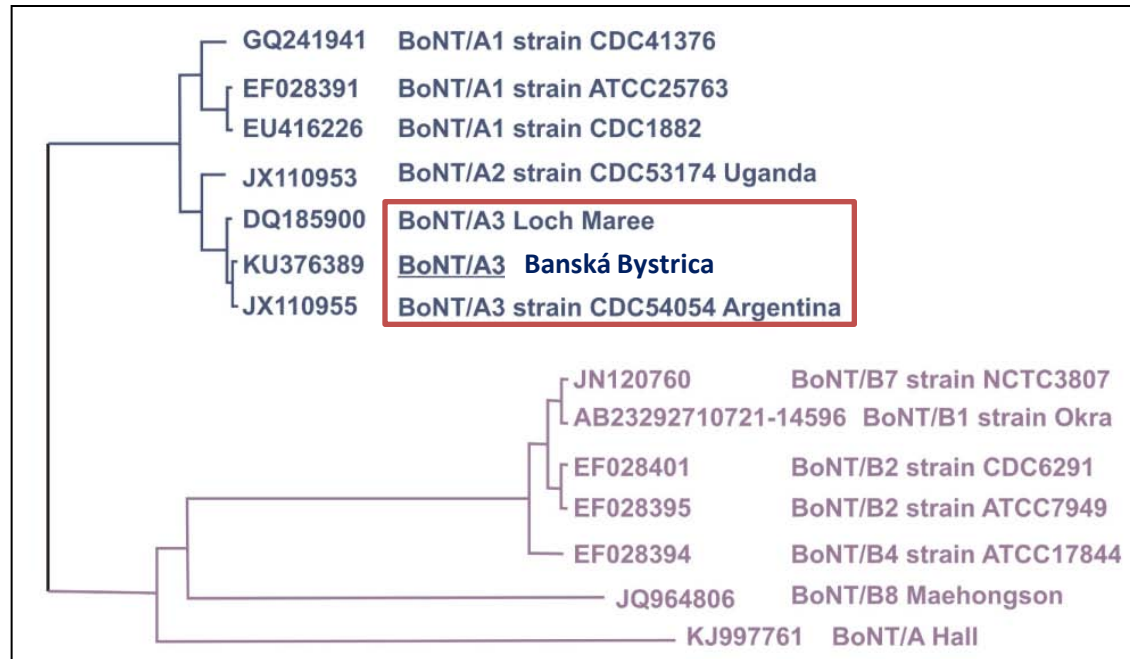 GQ241941 BoNT/A1 strain CDC41376
EF028391 BoNT/A1 strain ATCC25763
EU416226 BoNT/A1 strain CDC1882
JX110953 BoNT/A2 strain CDC53174 Uganda
DQ185900 BoNT/A3 Loch Maree
KU376389 BoNT/A3 Banská Bystrica
JX110955 BoNT/A3 strain CDC54054 Argentina
JN120760 BoNT/B7 strain NCTC3807
AB23292710721-14596 BoNT/B1 strain Okra
EF028401 BoNT/B2 strain CDC6291
EF028395 BoNT/B2 strain ATCC7949
EF028394 BoNT/B4 strain ATCC17844
JQ964806 BoNT/B8 Maehongson
KJ997761 BoNT/A Hall